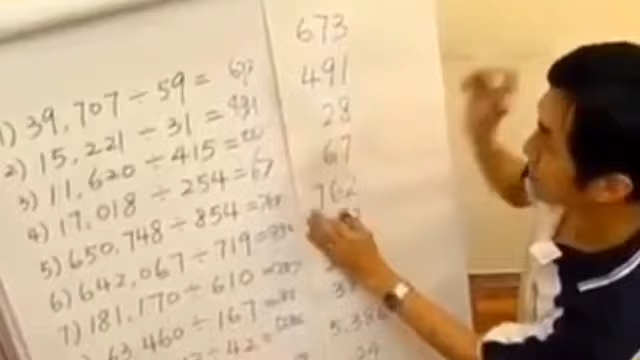 1) 39,707 ÷ 59 = 673
2) 15,221 ÷ 31 = 491
3) 11,620 ÷ 415 =
4) 17,018 ÷ 254 = 67
5) 650,748 ÷ 854 = 762
6) 642,067 ÷ 719 =
7) 181,170 ÷ 610 =
63,460 ÷ 167
÷ 42 =
673
491
28
67
762
5,386
24